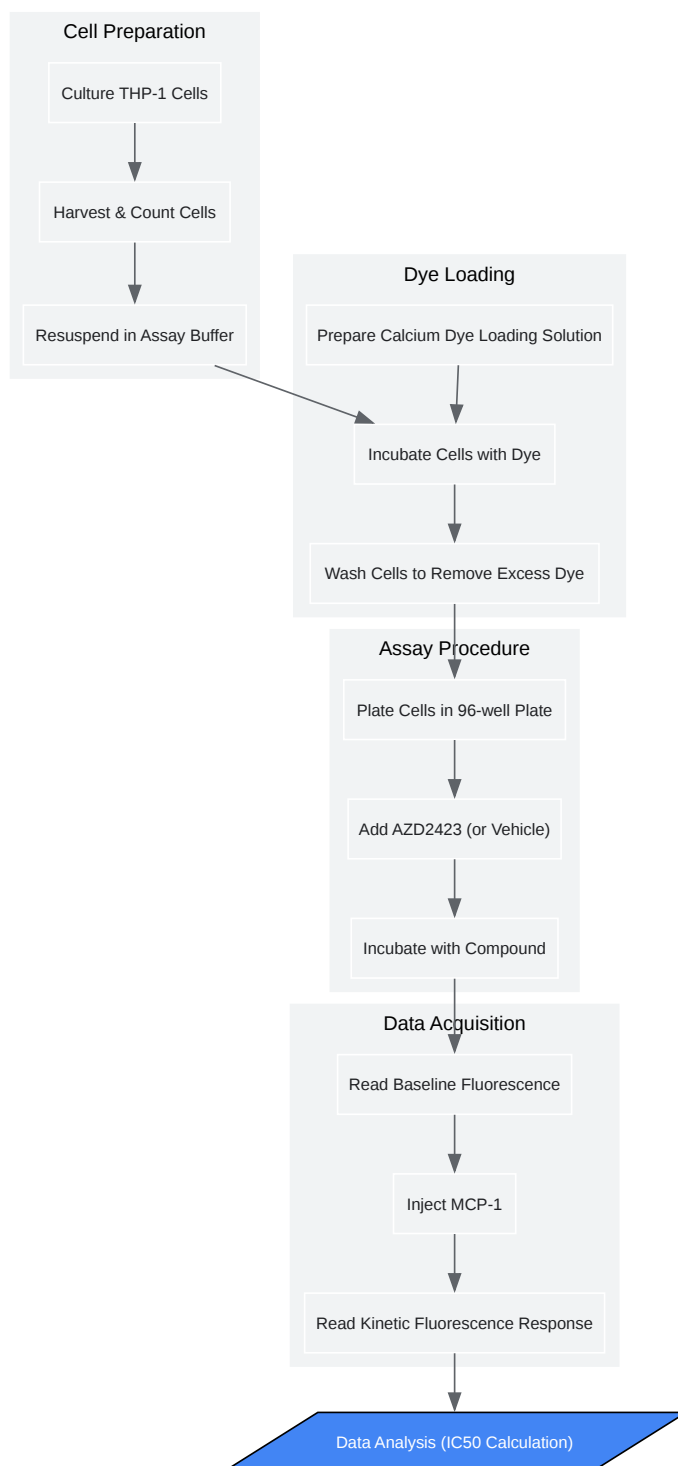 Cell Preparation
Culture THP-1 Cells
Harvest & Count Cells
Resuspend in Assay Buffer
Dye Loading
Prepare Calcium Dye Loading Solution
Incubate Cells with Dye
Wash Cells to Remove Excess Dye
Assay Procedure
Plate Cells in 96-well Plate
Add AZD2423 (or Vehicle)
Incubate with Compound
Data Acquisition
Read Baseline Fluorescence
Inject MCP-1
Read Kinetic Fluorescence Response
Data Analysis (IC50 Calculation)